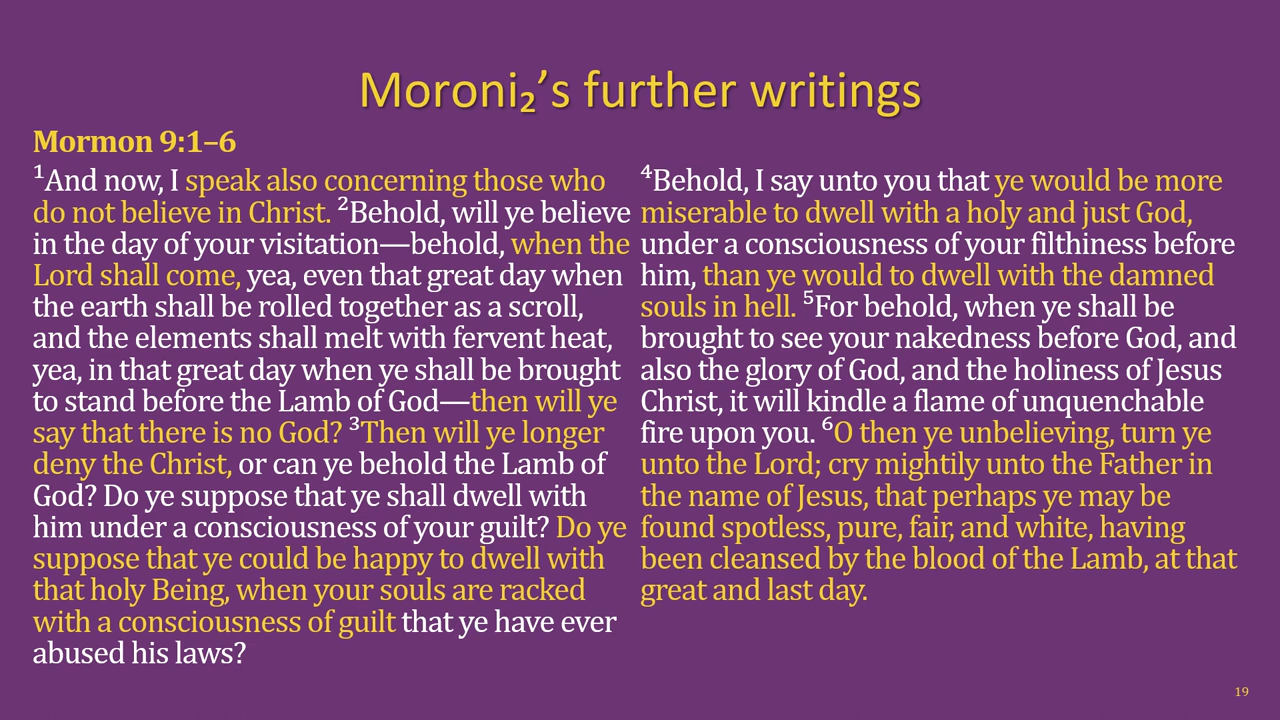 Moroni₂’s further writings
Mormon 9:1–6
¹And now, I speak also concerning those who
do not believe in Christ. ²Behold, will ye believe
in the day of your visitation—behold, when the
Lord shall come, yea, even that great day when
the earth shall be rolled together as a scroll,
and the elements shall melt with fervent heat,
yea, in that great day when ye shall be brought
to stand before the Lamb of God—then will ye
say that there is no God? ³Then will ye longer
deny the Christ, or can ye behold the Lamb of
God? Do ye suppose that ye shall dwell with
him under a consciousness of your guilt? Do ye
suppose that ye could be happy to dwell with
that holy Being, when your souls are racked
with a consciousness of guilt that ye have ever
abused his laws?
⁴Behold, I say unto you that ye would be more
miserable to dwell with a holy and just God,
under a consciousness of your filthiness before
him, than ye would to dwell with the damned
souls in hell. ⁵For behold, when ye shall be
brought to see your nakedness before God, and
also the glory of God, and the holiness of Jesus
Christ, it will kindle a flame of unquenchable
fire upon you. ⁶O then ye unbelieving, turn ye
unto the Lord; cry mightily unto the Father in
the name of Jesus, that perhaps ye may be
found spotless, pure, fair, and white, having
been cleansed by the blood of the Lamb, at that
great and last day.
19